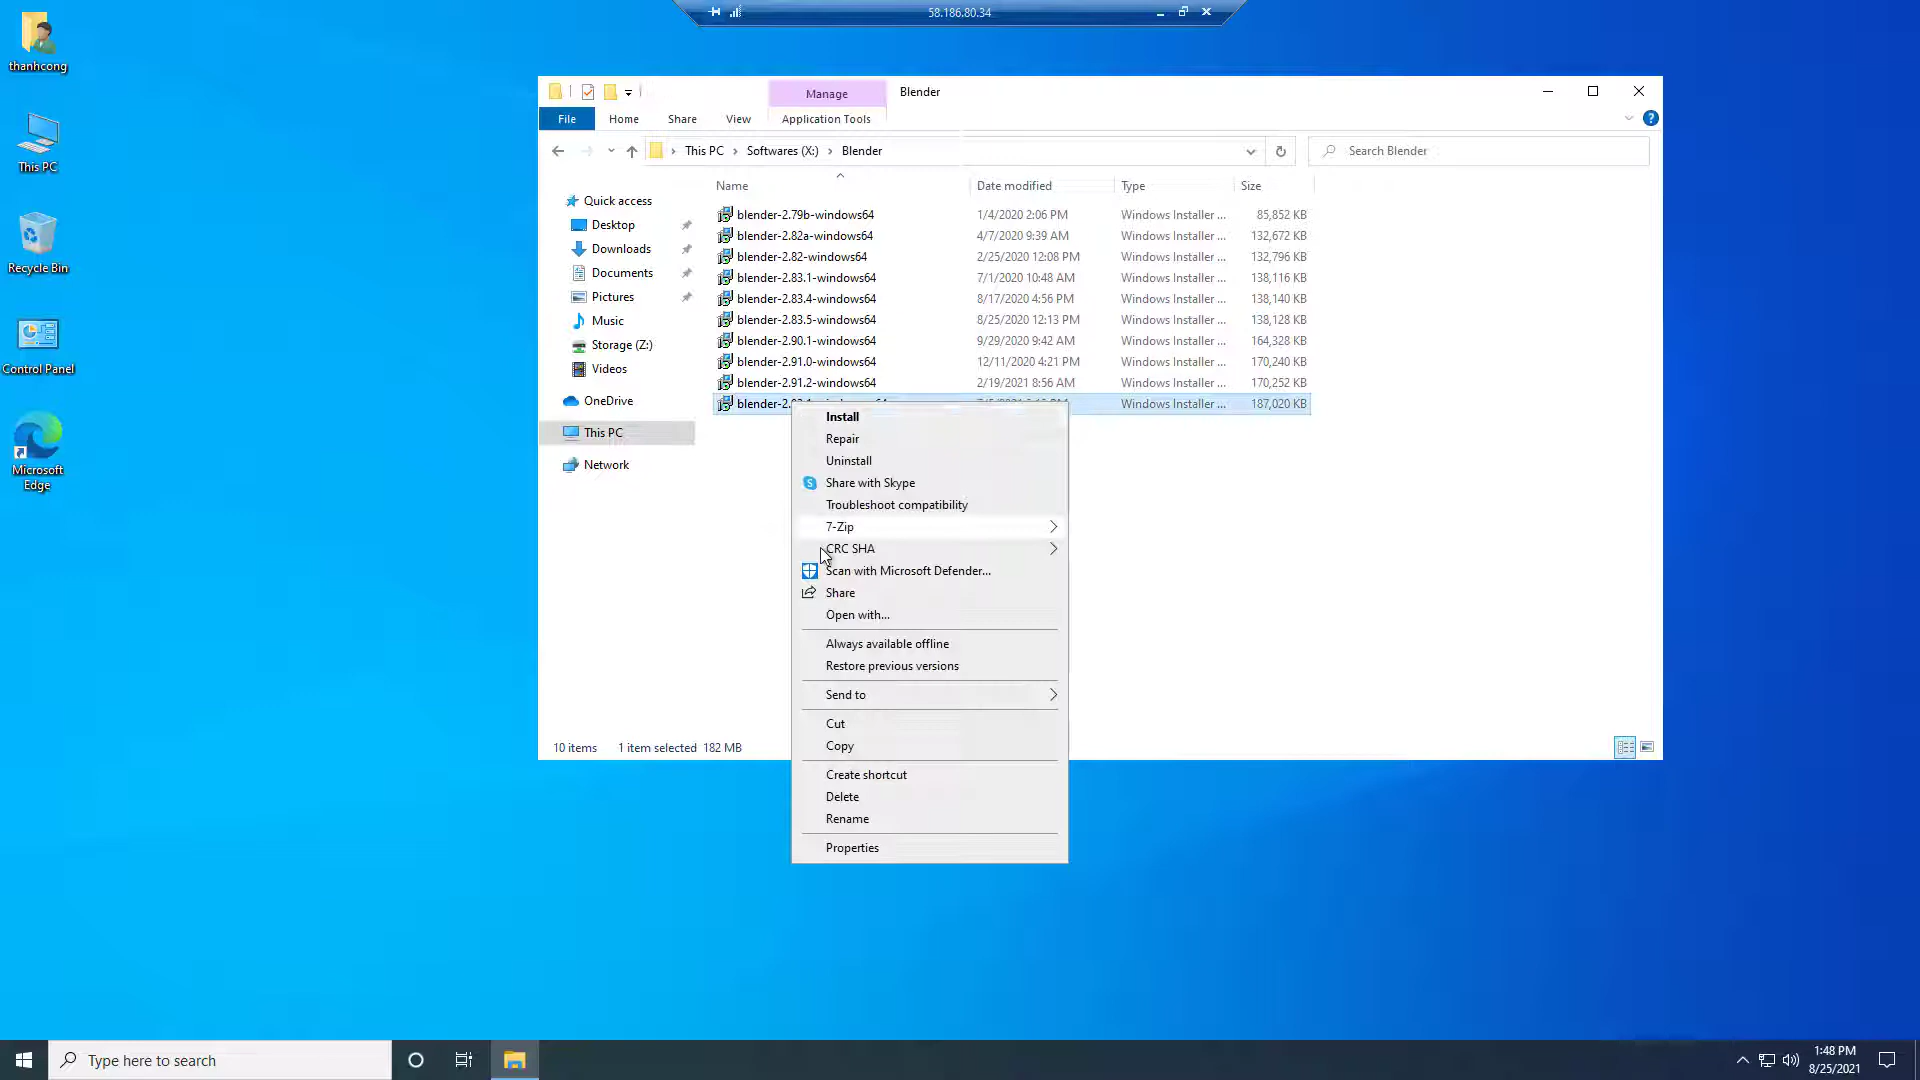 58.186.80.34
thanhcong
This PC
Recycle Bin
Control Panel
Microsoft
Edge
Manage
Blender
File
Home
Share
View
Application Tools
This PC
Softwares (X:)
Blender
Search Blender
Name
Date modified
Type
Size
Quick access
Desktop
Downloads
Documents
Pictures
Music
Storage (Z:)
Videos
OneDrive
This PC
Network
blender-2.79b-windows64 1/4/2020 2:06 PM Windows Installer ... 85,852 KB
blender-2.82a-windows64 4/7/2020 9:39 AM Windows Installer ... 132,672 KB
blender-2.82-windows64 2/25/2020 12:08 PM Windows Installer ... 132,796 KB
blender-2.83.1-windows64 7/1/2020 10:48 AM Windows Installer ... 138,116 KB
blender-2.83.4-windows64 8/17/2020 4:56 PM Windows Installer ... 138,140 KB
blender-2.83.5-windows64 8/25/2020 12:13 PM Windows Installer ... 138,128 KB
blender-2.90.1-windows64 9/29/2020 9:42 AM Windows Installer ... 164,328 KB
blender-2.91.0-windows64 12/11/2020 4:21 PM Windows Installer ... 170,240 KB
blender-2.91.2-windows64 2/19/2021 8:56 AM Windows Installer ... 170,252 KB
Windows Installer ... 187,020 KB
Install
Repair
Uninstall
Share with Skype
Troubleshoot compatibility
7-Zip
CRC SHA
Scan with Microsoft Defender...
Share
Open with...
Always available offline
Restore previous versions
Send to
Cut
Copy
Create shortcut
Delete
Rename
Properties
10 items
1 item selected 182 MB
Type here to search
1:48 PM
8/25/2021